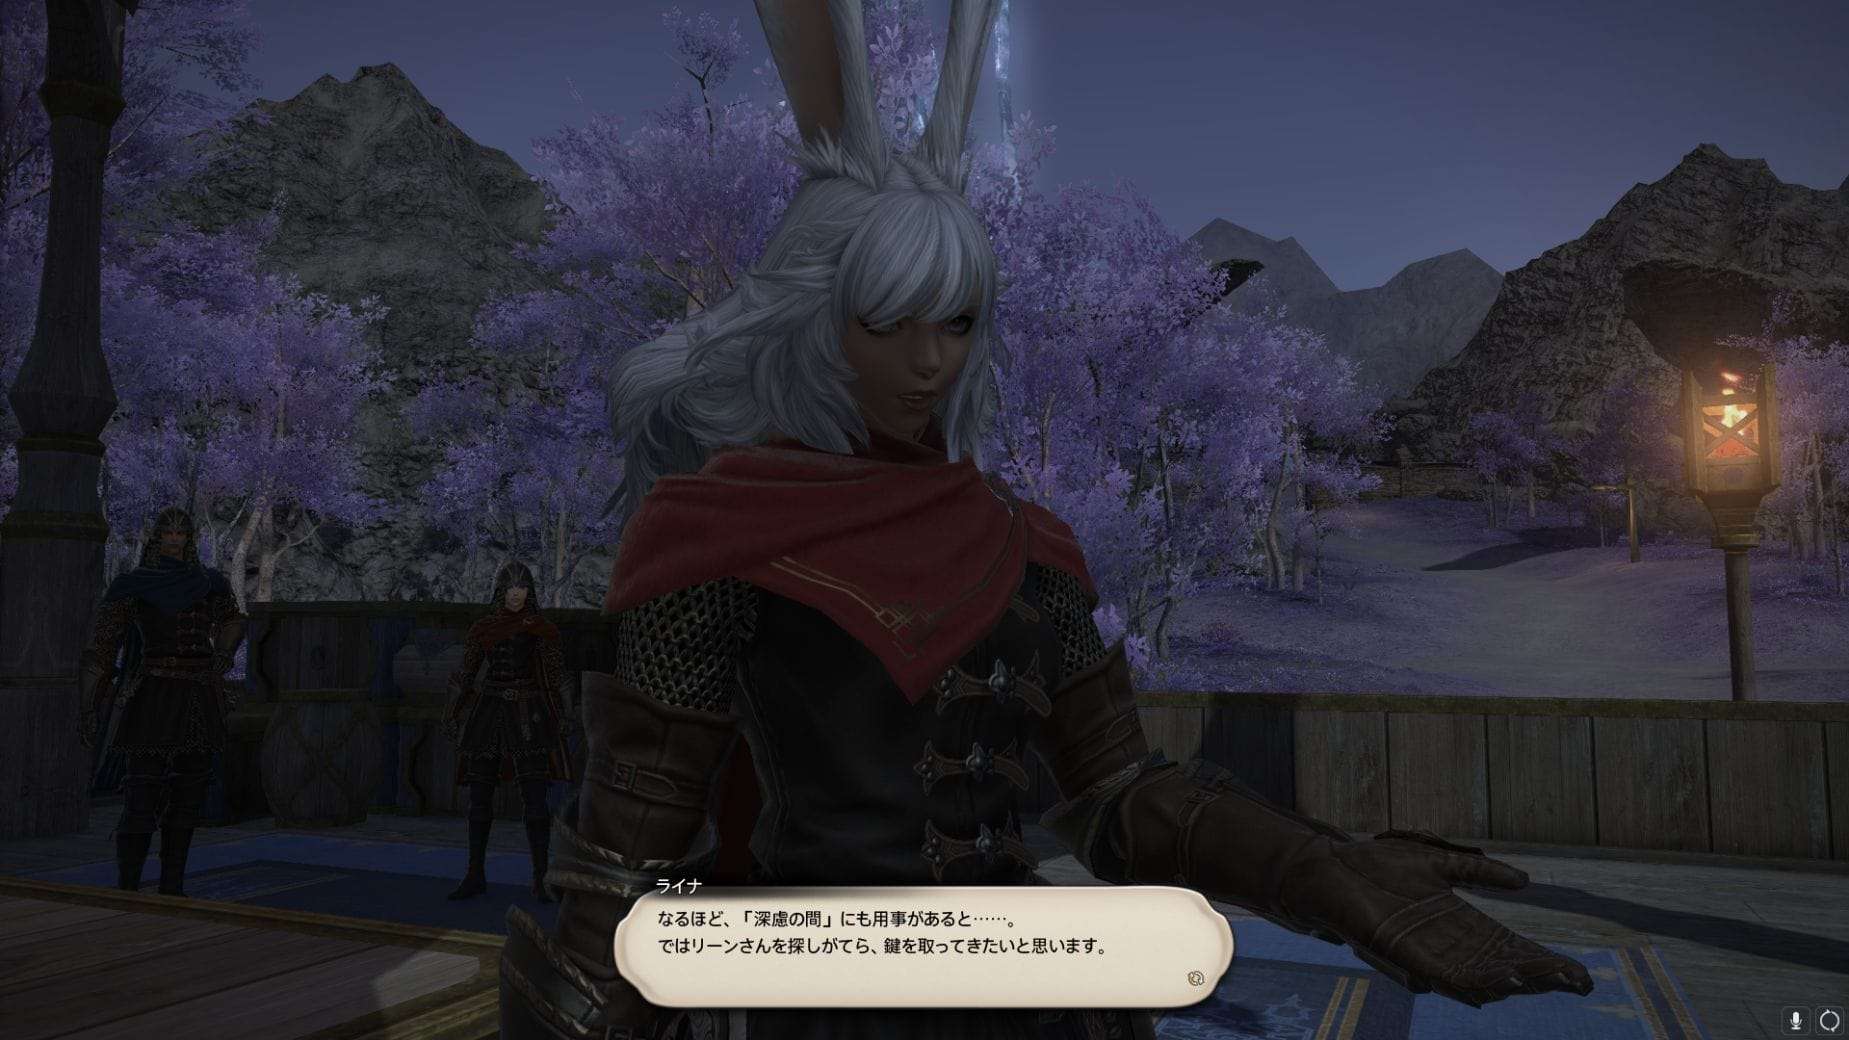 ライナ
なるほど、「深慮の間」にも用事があると……。
ではリーンさんを探しがてら、鍵を取ってきたいと思います。